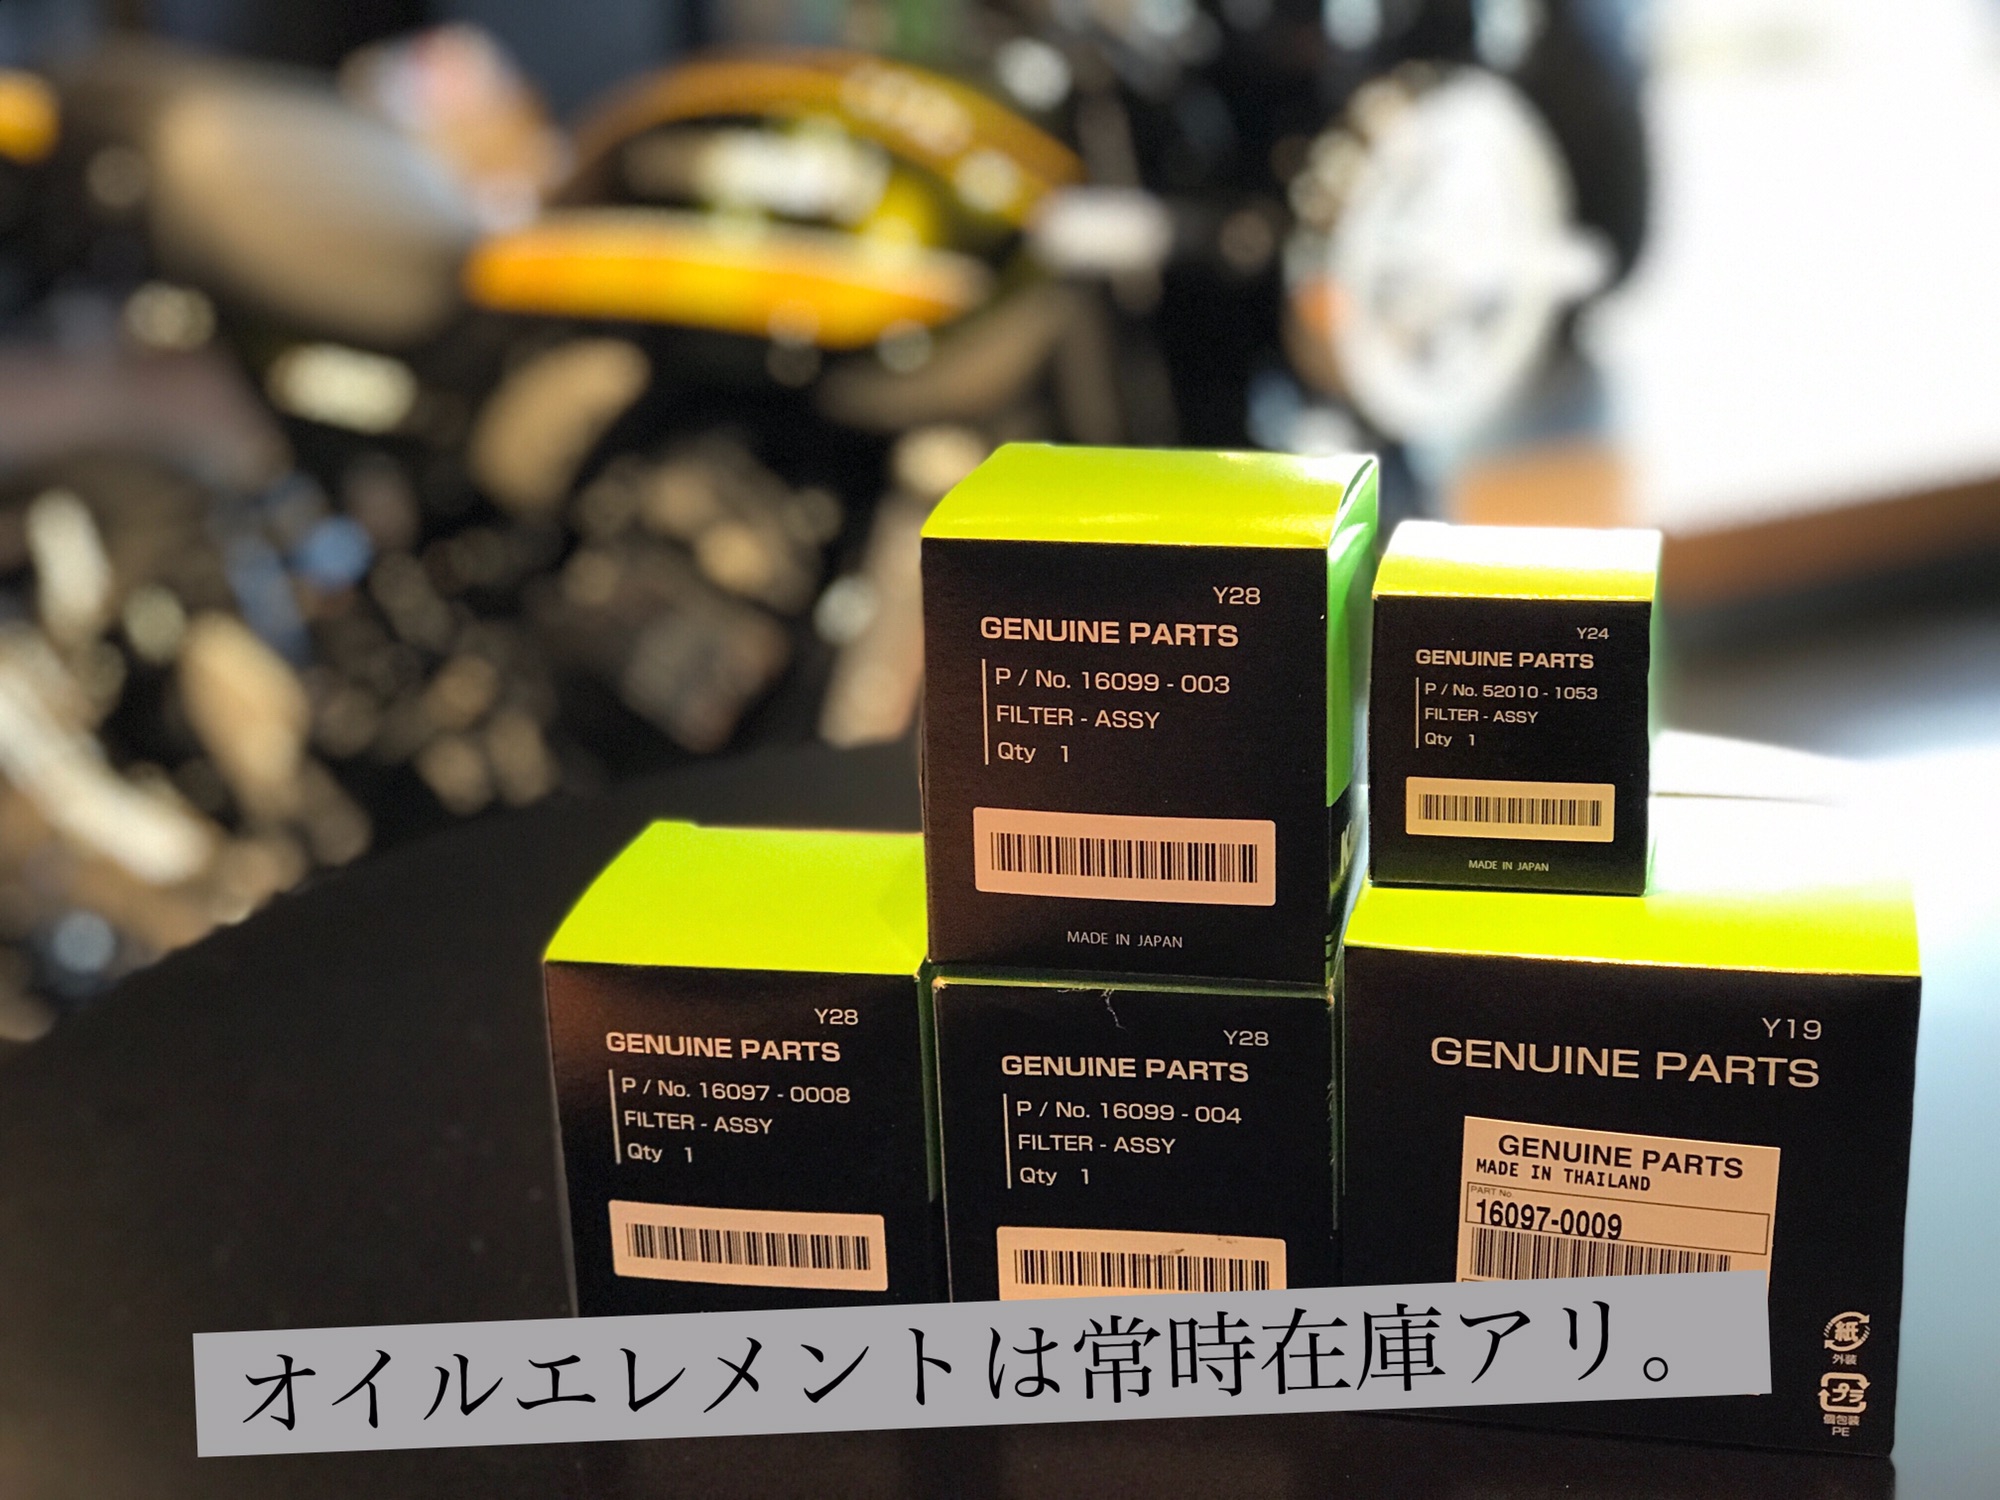 Y28
GENUINE PARTS
P / No. 16099 - 003
FILTER - ASSY
Qty 1
MADE IN JAPAN
Y24
GENUINE PARTS
P / No. 52010 - 1053
FILTER - ASSY
Qty 1
MADE IN JAPAN
Y28
GENUINE PARTS
P / No. 16097 - 0008
FILTER - ASSY
Qty 1
Y28
GENUINE PARTS
P / No. 16099 - 004
FILTER - ASSY
Qty 1
Y19
GENUINE PARTS
GENUINE PARTS
MADE IN THAILAND
PART No.
16097-0009
紙
外装
プラ
個包装
PE
オイルエレメントは常時在庫アリ。